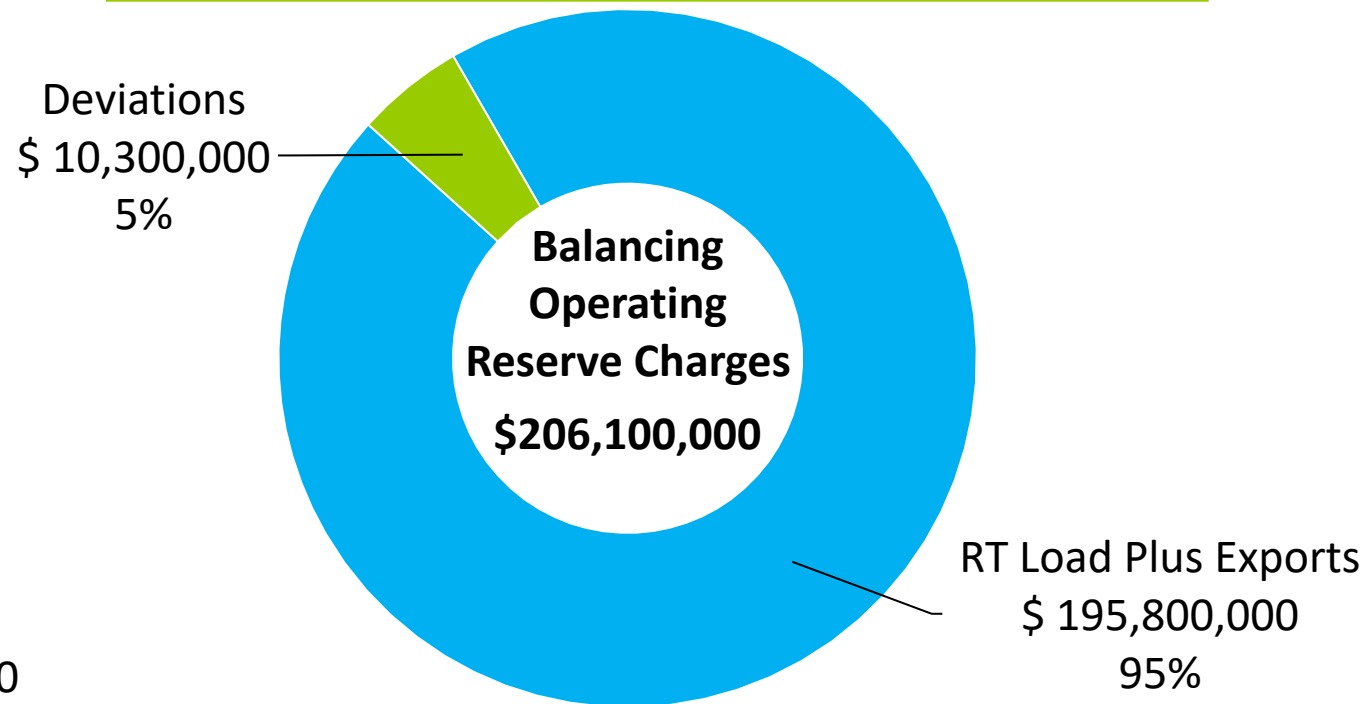 Deviations
$ 10,300,000
5%
Balancing
Operating
Reserve Charges
$206,100,000
RT Load Plus Exports
$ 195,800,000
95%
0